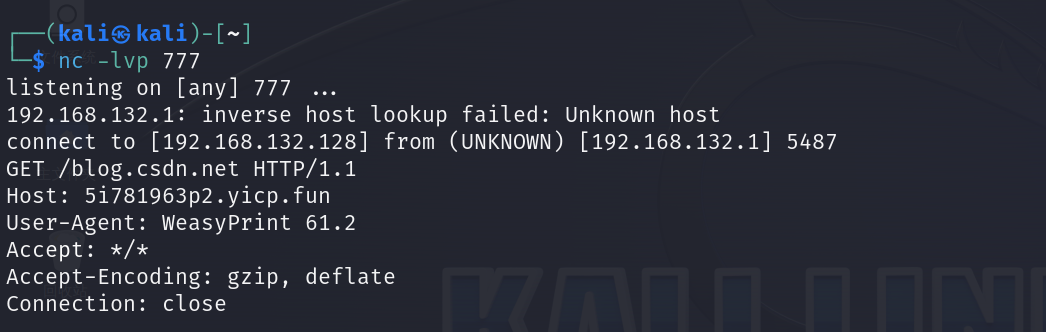 ┌──(kali㉿kali)-[~]
└─$ nc -lvp 777
listening on [any] 777 ...
192.168.132.1: inverse host lookup failed: Unknown host
connect to [192.168.132.128] from (UNKNOWN) [192.168.132.1] 5487
GET /blog.csdn.net HTTP/1.1
Host: 5i781963p2.yicp.fun
User-Agent: WeasyPrint 61.2
Accept: */*
Accept-Encoding: gzip, deflate
Connection: close
KALI LINU